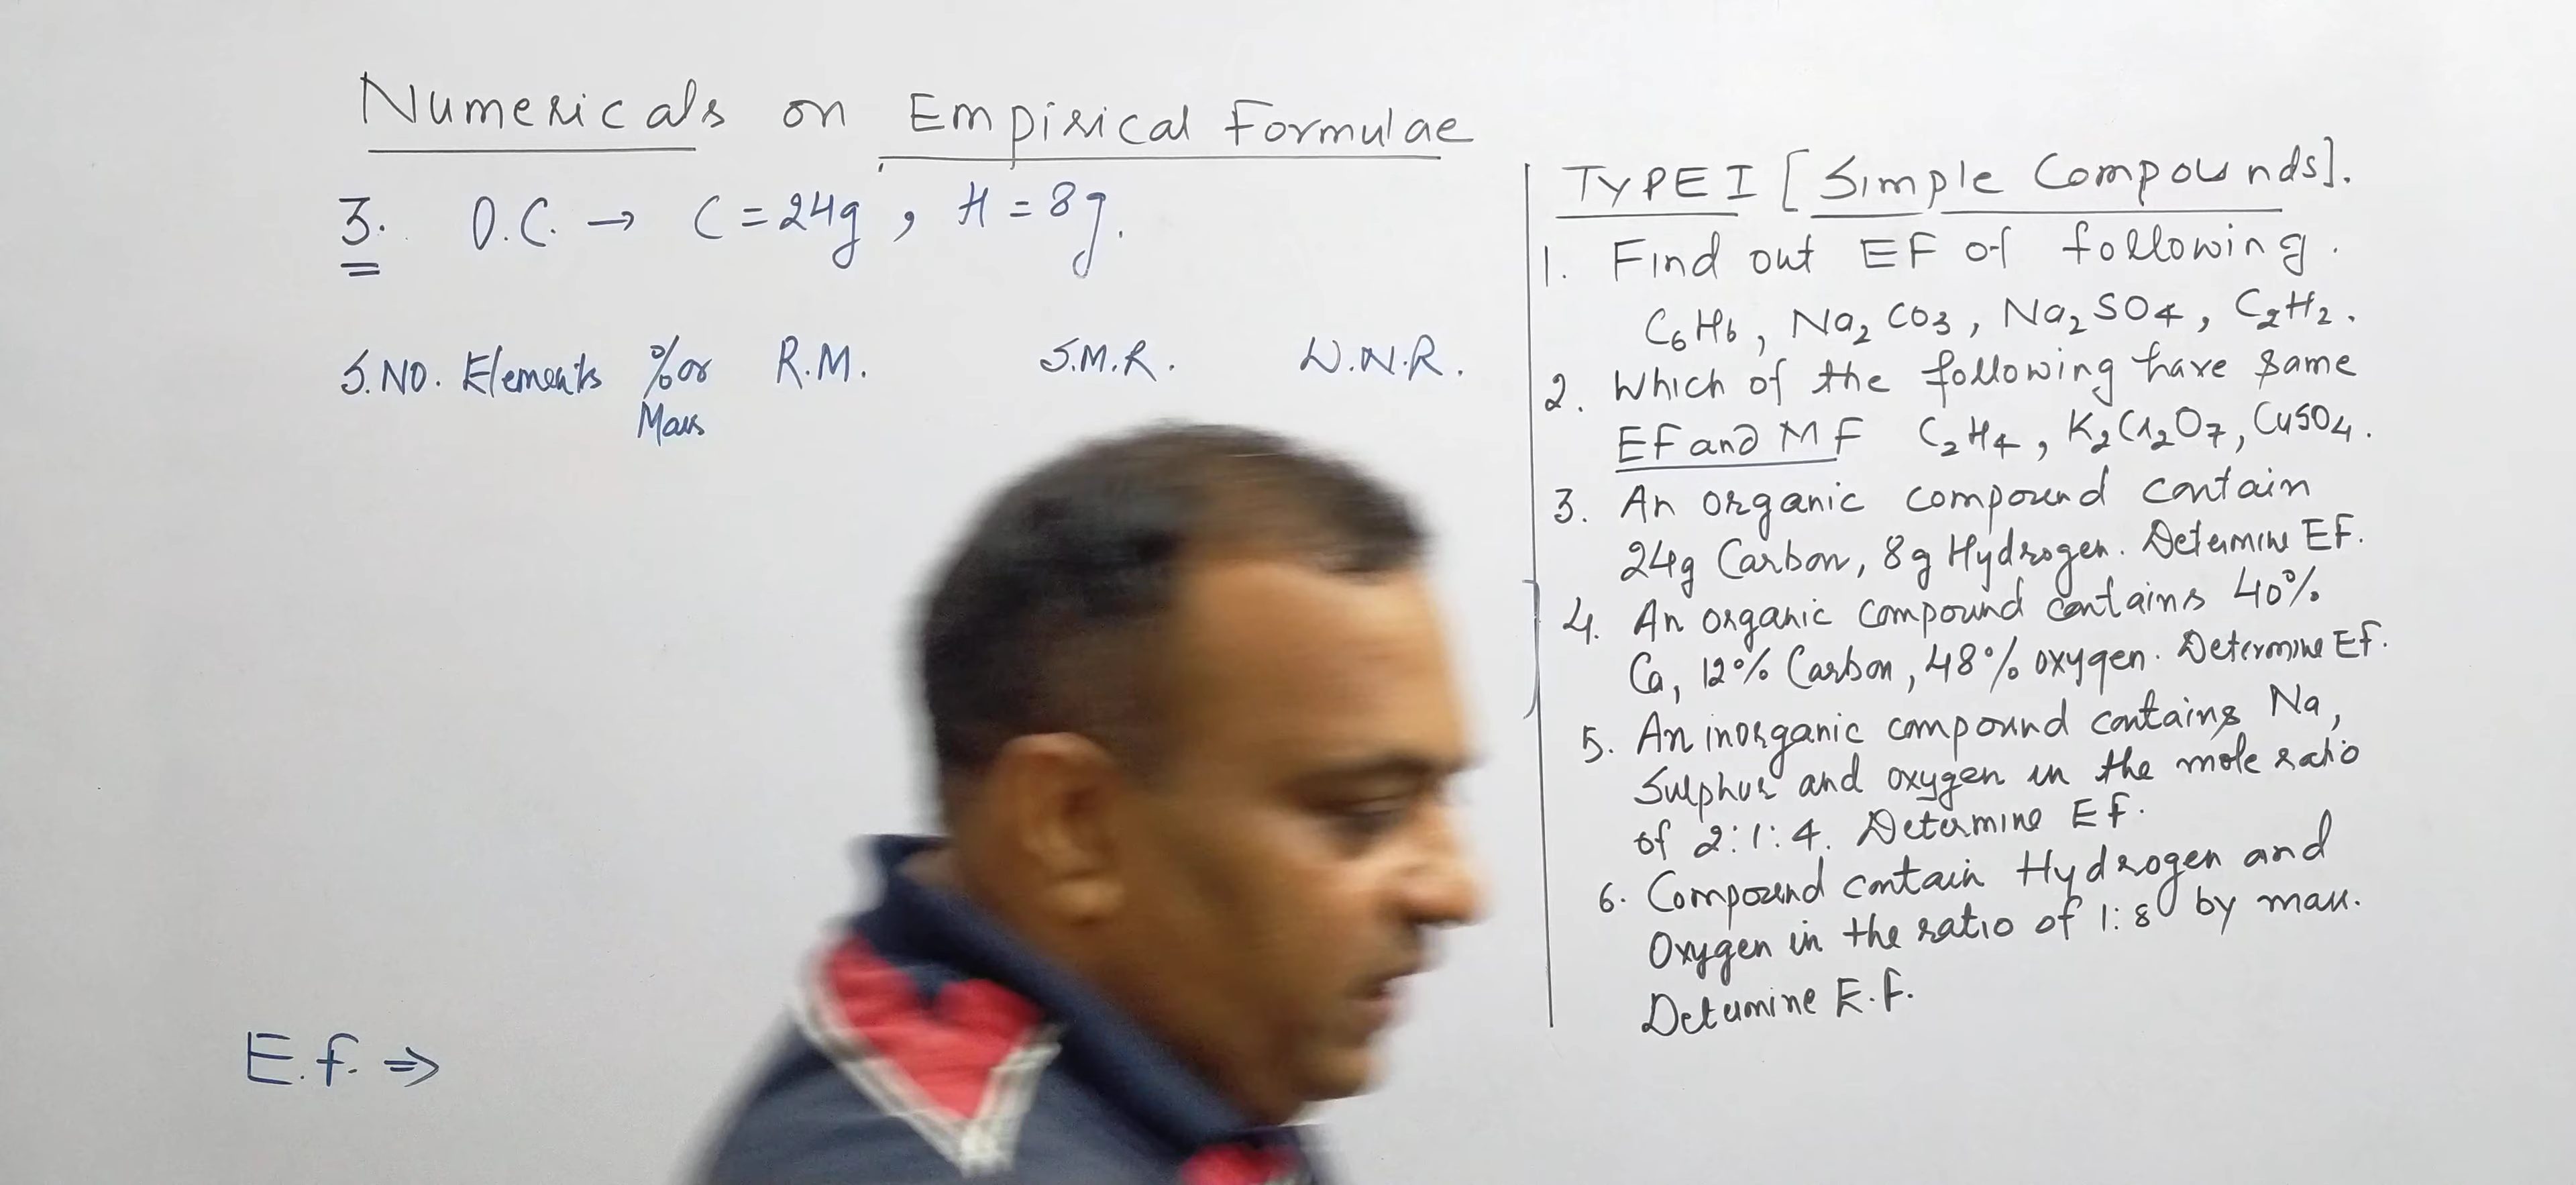 Numericals on Empirical Formulae
3. O.C. → C = 24g, H = 8g.
S.NO. Elements % or R.M. S.M.R. W.N.R.
Mass
E.f. ⇒
TYPE I [Simple Compounds].
1. Find out EF of following.
C6H6, Na2CO3, Na2SO4, C2H2.
2. Which of the following have same
EF and MF C2H4, K2Cr2O7, CuSO4.
3. An organic compound contain
24g Carbon, 8g Hydrogen. Determine EF.
4. An organic compound contains 40%
Ca, 12% Carbon, 48% oxygen. Determine EF.
5. An inorganic compound contains Na,
Sulphur and oxygen in the mole ratio
of 2:1:4. Determine EF.
6. Compound contain Hydrogen and
Oxygen in the ratio of 1:8 by mass.
Determine E.F.